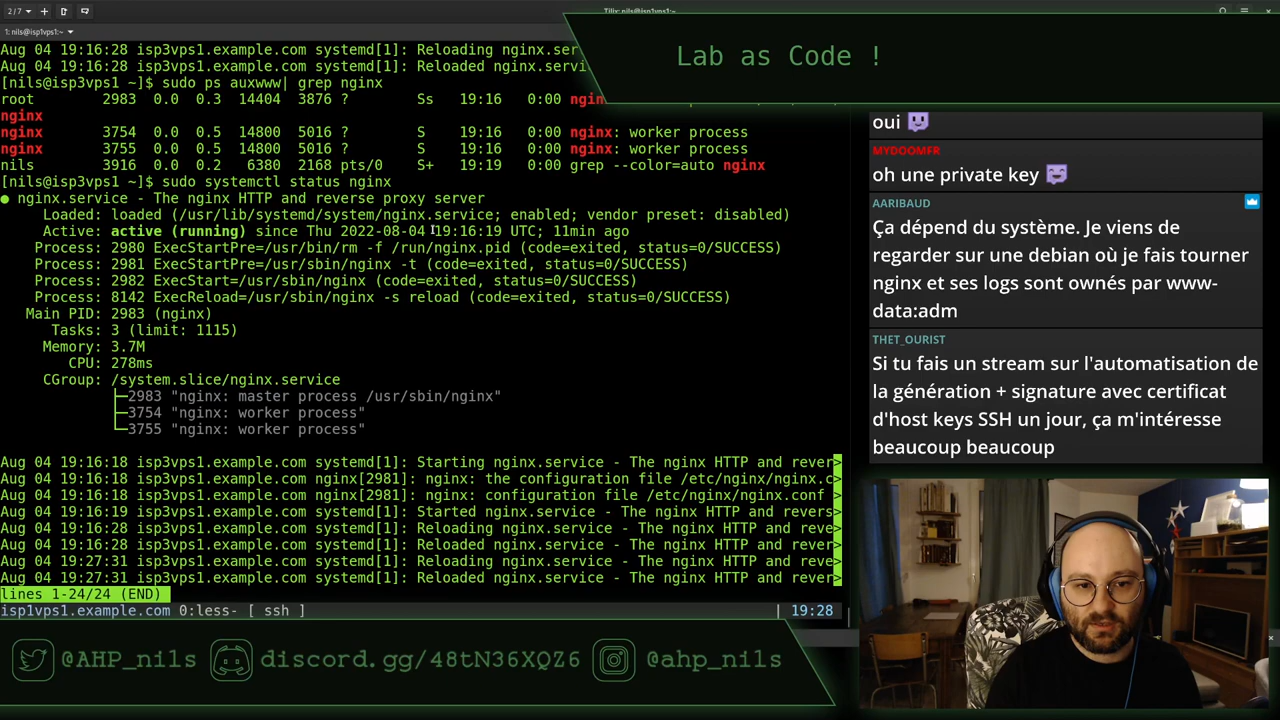 2/7
Tilix: nils@isp1vps1:~
1: nils@isp1vps1:~
Lab as Code !
Aug 04 19:16:28 isp3vps1.example.com systemd[1]: Reloading nginx.ser
Aug 04 19:16:28 isp3vps1.example.com systemd[1]: Reloaded nginx.servi
[nils@isp3vps1 ~]$ sudo ps auxwww| grep nginx
root 2983 0.0 0.3 14404 3876 ? Ss 19:16 0:00 ngin
nginx
nginx 3754 0.0 0.5 14800 5016 ? S 19:16 0:00 nginx: worker process
nginx 3755 0.0 0.5 14800 5016 ? S 19:16 0:00 nginx: worker process
nils 3916 0.0 0.2 6380 2168 pts/0 S+ 19:19 0:00 grep --color=auto nginx
[nils@isp3vps1 ~]$ sudo systemctl status nginx
● nginx.service - The nginx HTTP and reverse proxy server
Loaded: loaded (/usr/lib/systemd/system/nginx.service; enabled; vendor preset: disabled)
Active: active (running) since Thu 2022-08-04 19:16:19 UTC; 11min ago
Process: 2980 ExecStartPre=/usr/bin/rm -f /run/nginx.pid (code=exited, status=0/SUCCESS)
Process: 2981 ExecStartPre=/usr/sbin/nginx -t (code=exited, status=0/SUCCESS)
Process: 2982 ExecStart=/usr/sbin/nginx (code=exited, status=0/SUCCESS)
Process: 8142 ExecReload=/usr/sbin/nginx -s reload (code=exited, status=0/SUCCESS)
Main PID: 2983 (nginx)
Tasks: 3 (limit: 1115)
Memory: 3.7M
CPU: 278ms
CGroup: /system.slice/nginx.service
├─2983 "nginx: master process /usr/sbin/nginx"
├─3754 "nginx: worker process"
└─3755 "nginx: worker process"
Aug 04 19:16:18 isp3vps1.example.com systemd[1]: Starting nginx.service - The nginx HTTP and rever>
Aug 04 19:16:18 isp3vps1.example.com nginx[2981]: nginx: the configuration file /etc/nginx/nginx.c>
Aug 04 19:16:18 isp3vps1.example.com nginx[2981]: nginx: configuration file /etc/nginx/nginx.conf >
Aug 04 19:16:19 isp3vps1.example.com systemd[1]: Started nginx.service - The nginx HTTP and revers>
Aug 04 19:16:28 isp3vps1.example.com systemd[1]: Reloading nginx.service - The nginx HTTP and reve>
Aug 04 19:16:28 isp3vps1.example.com systemd[1]: Reloaded nginx.service - The nginx HTTP and rever>
Aug 04 19:27:31 isp3vps1.example.com systemd[1]: Reloading nginx.service - The nginx HTTP and reve>
Aug 04 19:27:31 isp3vps1.example.com systemd[1]: Reloaded nginx.service - The nginx HTTP and rever>
lines 1-24/24 (END)
isp1vps1.example.com 0:less- [ ssh ] | 19:28
oui
MYDOOMFR
oh une private key
AARIBAUD
Ça dépend du système. Je viens de
regarder sur une debian où je fais tourner
nginx et ses logs sont ownés par www-
data:adm
THET_OURIST
Si tu fais un stream sur l'automatisation de
la génération + signature avec certificat
d'host keys SSH un jour, ça m'intéresse
beaucoup beaucoup
@AHP_nils discord.gg/48tN36XQZ6 @ahp_nils